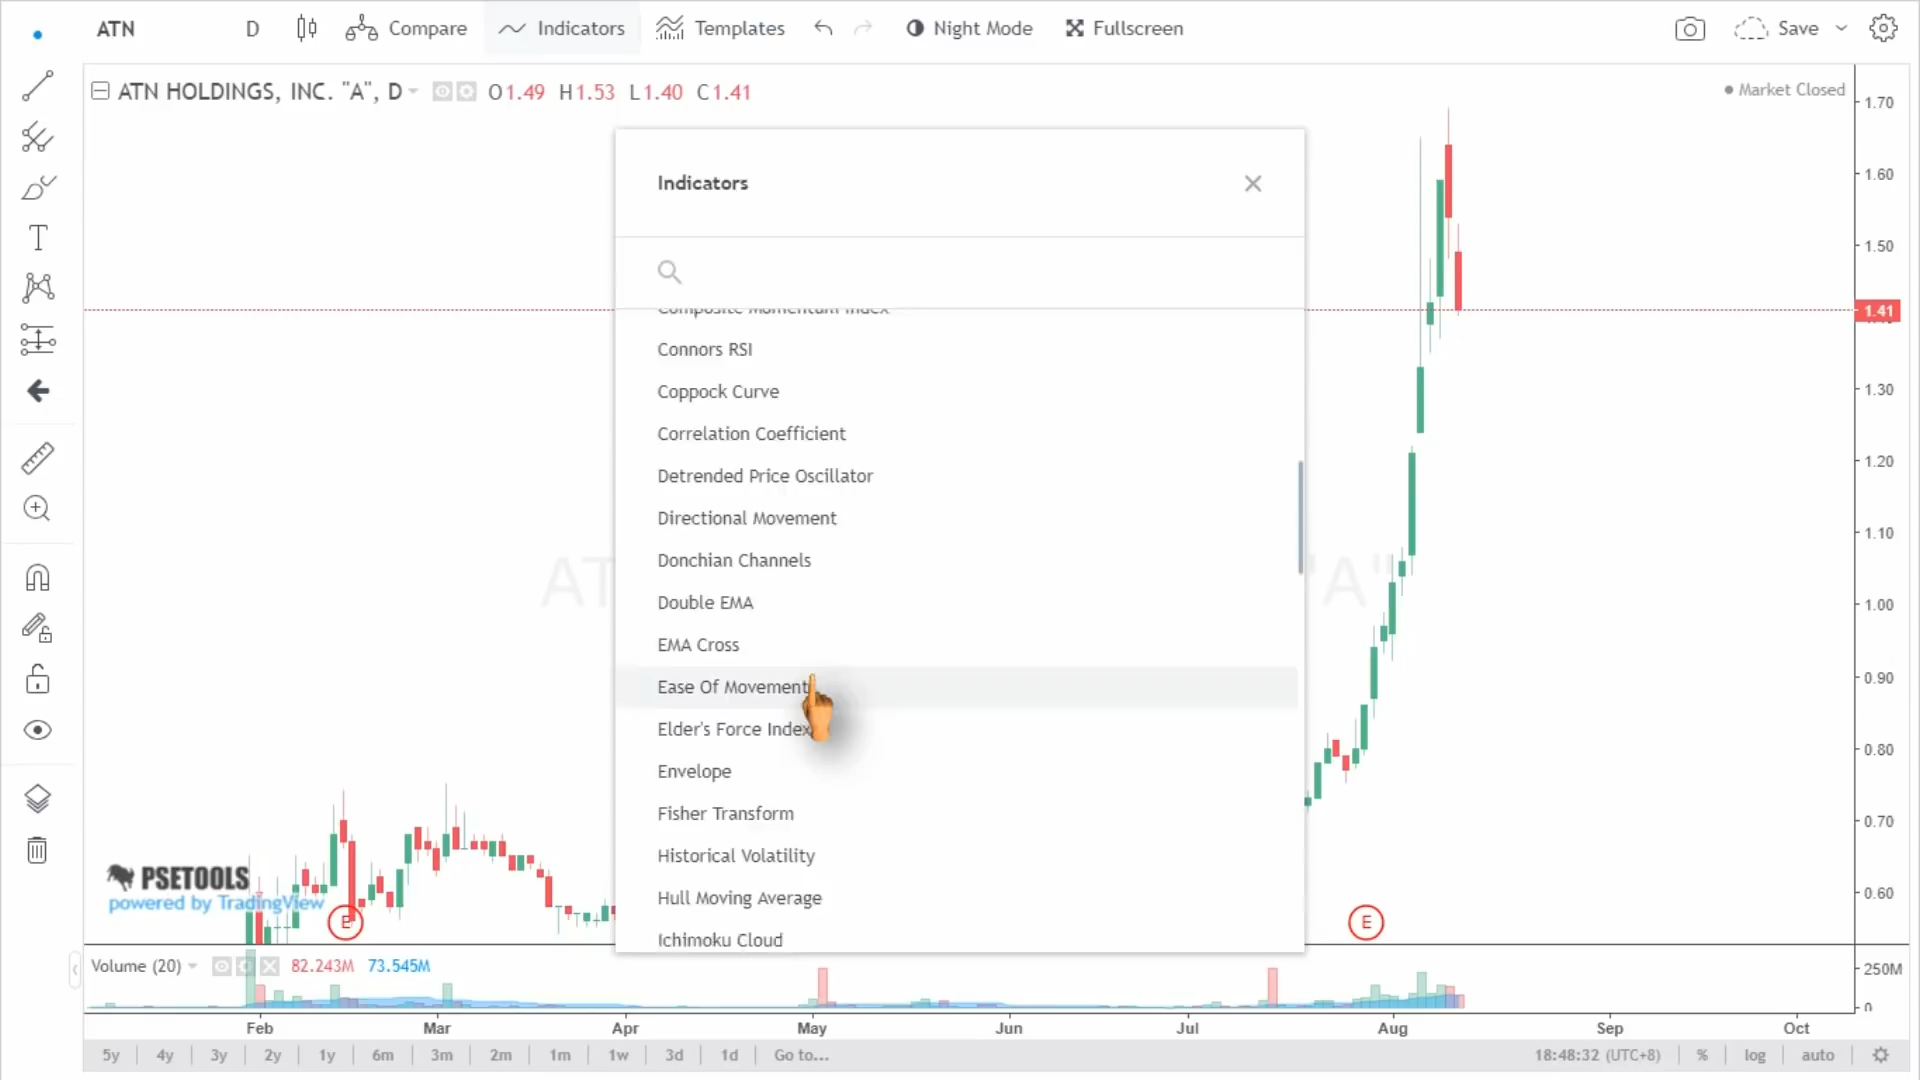 ATN D Compare Indicators Templates Night Mode Fullscreen Save
ATN HOLDINGS, INC. "A", D O1.49 H1.53 L1.40 C1.41
Market Closed
Indicators
Composite Momentum Index
Connors RSI
Coppock Curve
Correlation Coefficient
Detrended Price Oscillator
Directional Movement
Donchian Channels
Double EMA
EMA Cross
Ease Of Movement
Elder's Force Index
Envelope
Fisher Transform
Historical Volatility
Hull Moving Average
Ichimoku Cloud
1.70
1.60
1.50
1.41
1.30
1.20
1.10
1.00
0.90
0.80
0.70
0.60
AT
"A"
PSETOOLS
powered by TradingView
E
E
Volume (20) 82.243M 73.545M
250M
0
Feb Mar Apr May Jun Jul Aug Sep Oct
5y 4y 3y 2y 1y 6m 3m 2m 1m 1w 3d 1d Go to... 18:48:32 (UTC+8) % log auto